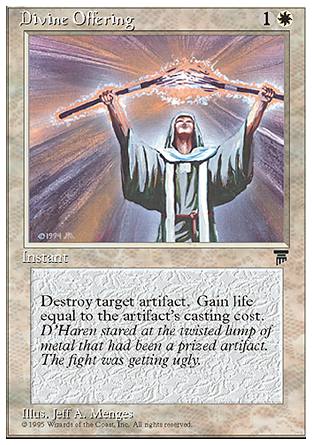 Divine Offering 1
©1994 JAM
Instant
Destroy target artifact. Gain life
equal to the artifact's casting cost.
D'Haren stared at the twisted lump of
metal that had been a prized artifact.
The fight was getting ugly.
Illus. Jeff A. Menges
©1995 Wizards of the Coast, Inc. All rights reserved.